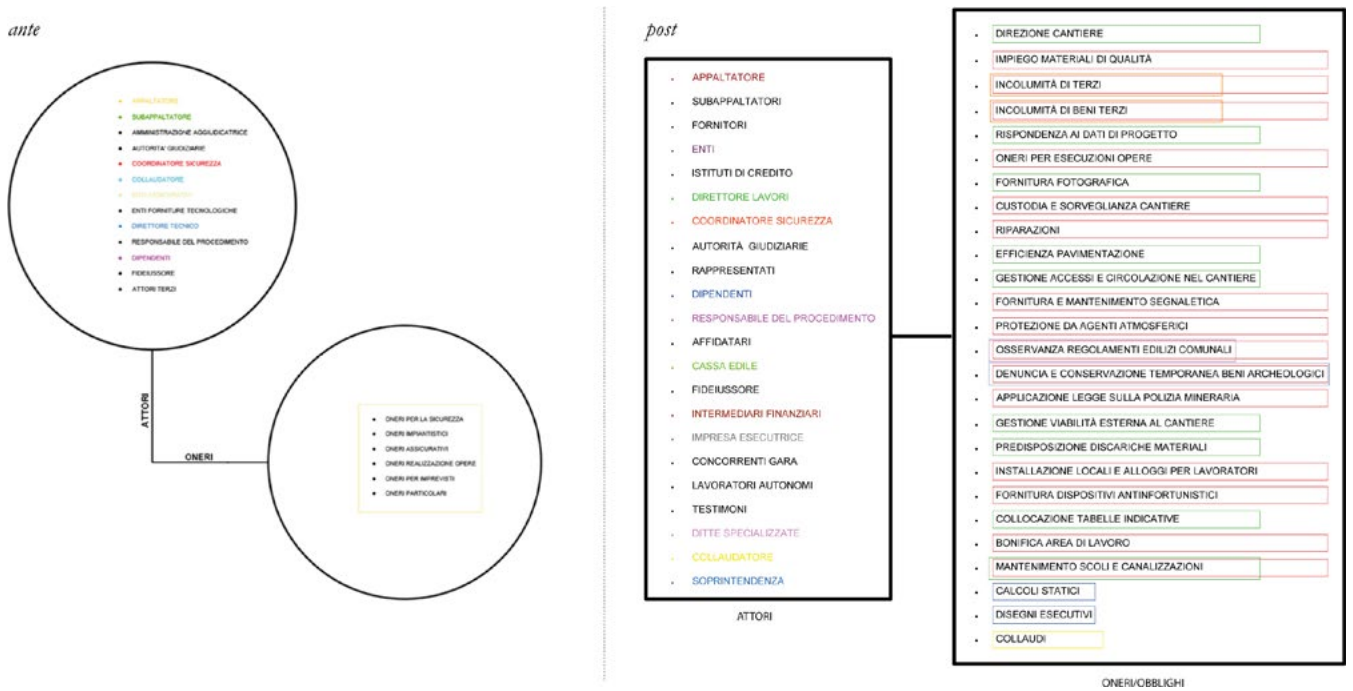 ante
APPALTATORE
SUBAPPALTATORE
AMMINISTRAZIONE AGGIUDICATRICE
AUTORITA' GIUDIZIARIE
COORDINATORE SICUREZZA
COLLAUDATORE
ENTI FORNITURE TECNOLOGICHE
DIRETTORE TECNICO
RESPONSABILE DEL PROCEDIMENTO
DIPENDENTI
FIDEIUSSORE
ATTORI TERZI
ATTORI
ONERI
ONERI PER LA SICUREZZA
ONERI IMPIANTISTICI
ONERI ASSICURATIVI
ONERI REALIZZAZIONE OPERE
ONERI PER IMPREVISTI
ONERI PARTICOLARI
post
APPALTATORE
SUBAPPALTATORI
FORNITORI
ENTI
ISTITUTI DI CREDITO
DIRETTORE LAVORI
COORDINATORE SICUREZZA
AUTORITÀ GIUDIZIARIE
RAPPRESENTATI
DIPENDENTI
RESPONSABILE DEL PROCEDIMENTO
AFFIDATARI
CASSA EDILE
FIDEIUSSORE
INTERMEDIARI FINANZIARI
IMPRESA ESECUTRICE
CONCORRENTI GARA
LAVORATORI AUTONOMI
TESTIMONI
DITTE SPECIALIZZATE
COLLAUDATORE
SOPRINTENDENZA
ATTORI
DIREZIONE CANTIERE
IMPIEGO MATERIALI DI QUALITÀ
INCOLUMITÀ DI TERZI
INCOLUMITÀ DI BENI TERZI
RISPONDENZA AI DATI DI PROGETTO
ONERI PER ESECUZIONI OPERE
FORNITURA FOTOGRAFICA
CUSTODIA E SORVEGLIANZA CANTIERE
RIPARAZIONI
EFFICIENZA PAVIMENTAZIONE
GESTIONE ACCESSI E CIRCOLAZIONE NEL CANTIERE
FORNITURA E MANTENIMENTO SEGNALETICA
PROTEZIONE DA AGENTI ATMOSFERICI
OSSERVANZA REGOLAMENTI EDILIZI COMUNALI
DENUNCIA E CONSERVAZIONE TEMPORANEA BENI ARCHEOLOGICI
APPLICAZIONE LEGGE SULLA POLIZIA MINERARIA
GESTIONE VIABILITÀ ESTERNA AL CANTIERE
PREDISPOSIZIONE DISCARICHE MATERIALI
INSTALLAZIONE LOCALI E ALLOGGI PER LAVORATORI
FORNITURA DISPOSITIVI ANTINFORTUNISTICI
COLLOCAZIONE TABELLE INDICATIVE
BONIFICA AREA DI LAVORO
MANTENIMENTO SCOLI E CANALIZZAZIONI
CALCOLI STATICI
DISEGNI ESECUTIVI
COLLAUDI
ONERI/OBBLIGHI